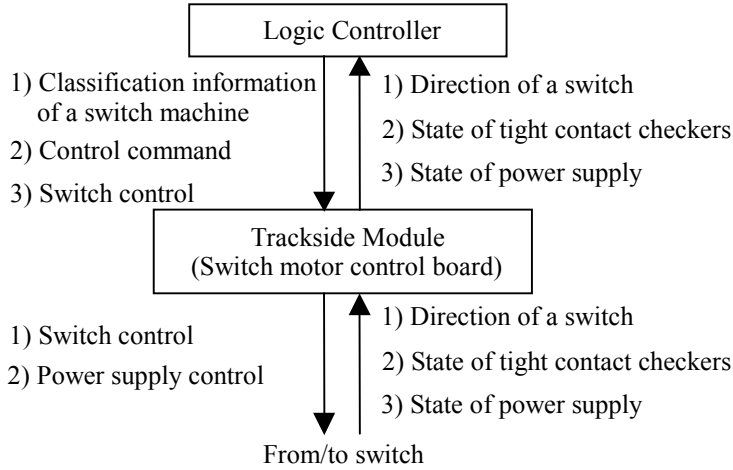 Logic Controller
1) Classification information
of a switch machine
2) Control command
3) Switch control
1) Direction of a switch
2) State of tight contact checkers
3) State of power supply
Trackside Module
(Switch motor control board)
1) Switch control
2) Power supply control
1) Direction of a switch
2) State of tight contact checkers
3) State of power supply
From/to switch